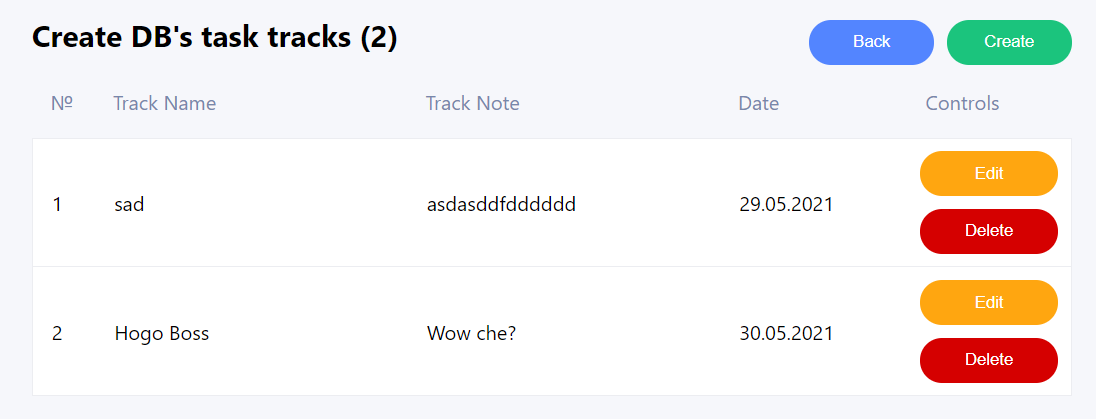 Create DB's task tracks (2)
Back
Create
№ Track Name Track Note Date Controls
1 sad asdasddfdddddd 29.05.2021
Edit
Delete
2 Hogo Boss Wow che? 30.05.2021
Edit
Delete